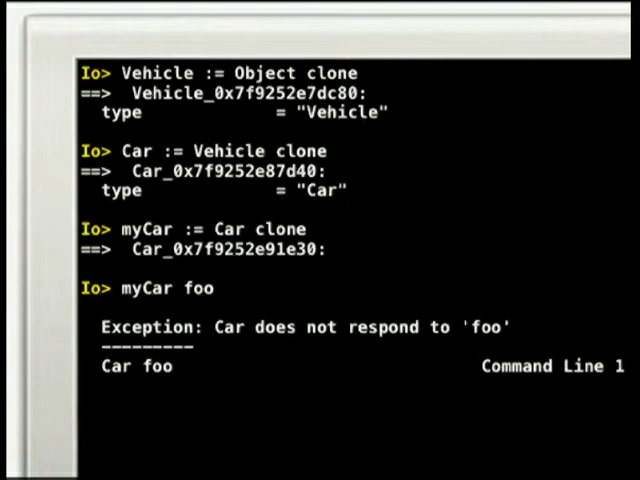 Io> Vehicle := Object clone
==> Vehicle_0x7f9252e7dc80:
type = "Vehicle"
Io> Car := Vehicle clone
==> Car_0x7f9252e87d40:
type = "Car"
Io> myCar := Car clone
==> Car_0x7f9252e91e30:
Io> myCar foo
Exception: Car does not respond to 'foo'
---------
Car foo Command Line 1